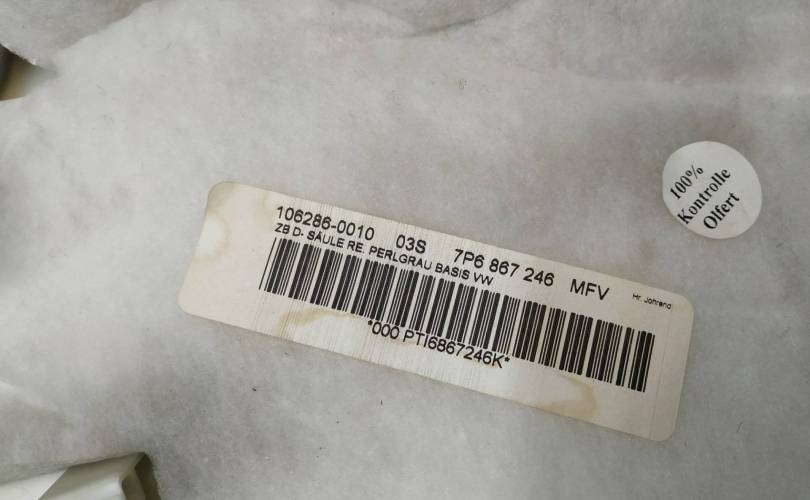 106286-0010 03S 7P6 867 246 MFV
ZB D- SÄULE RE. PERLGRAU BASIS VW
Hr. Johrend
*000 PTI6867246K*
100%
Kontrolle
Olfert